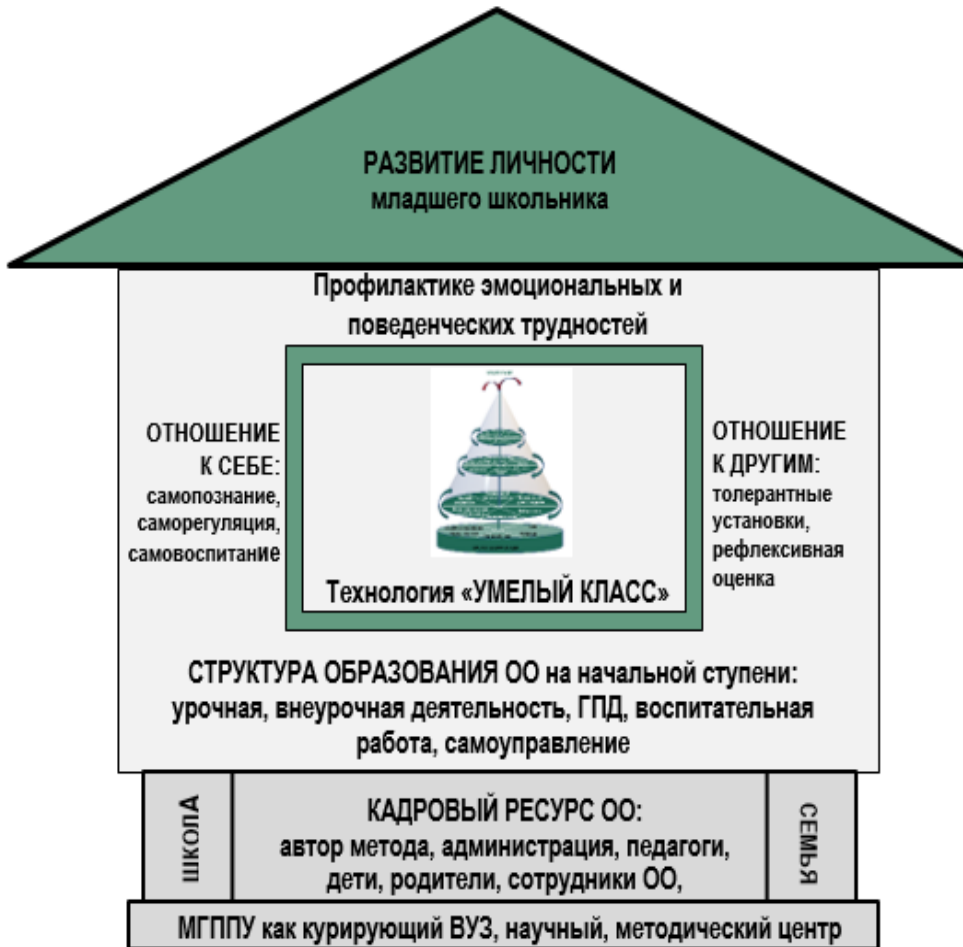 РАЗВИТИЕ ЛИЧНОСТИ
младшего школьника
Профилактике эмоциональных и
поведенческих трудностей
ОТНОШЕНИЕ
К СЕБЕ:
самопознание,
саморегуляция,
самовоспитание
Технология «УМЕЛЫЙ КЛАСС»
ОТНОШЕНИЕ
К ДРУГИМ:
толерантные
установки,
рефлексивная
оценка
СТРУКТУРА ОБРАЗОВАНИЯ ОО на начальной ступени:
урочная, внеурочная деятельность, ГПД, воспитательная
работа, самоуправление
ШКОЛА
КАДРОВЫЙ РЕСУРС ОО:
автор метода, администрация, педагоги,
дети, родители, сотрудники ОО,
СЕМЬЯ
МГППУ как курирующий ВУЗ, научный, методический центр